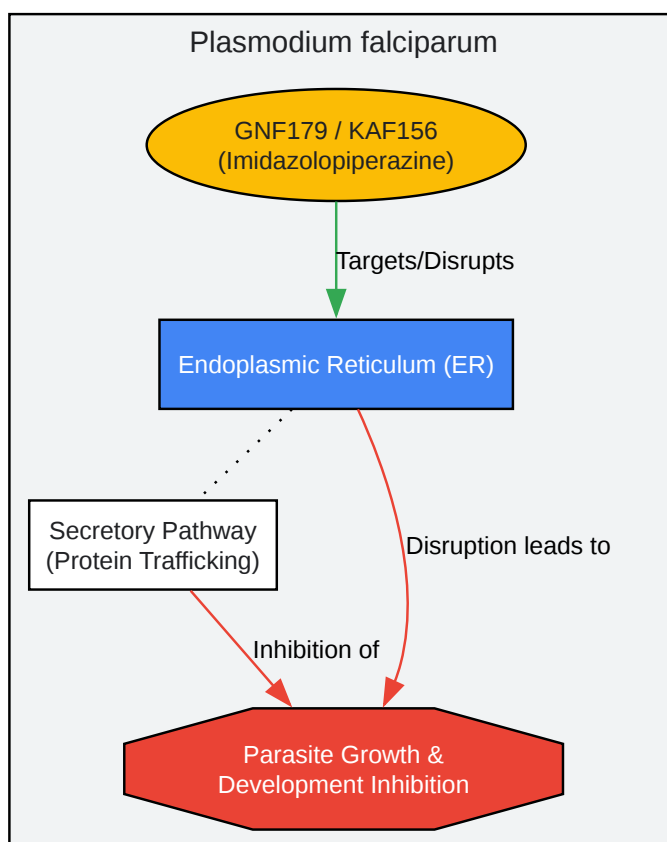 Plasmodium falciparum
GNF179 / KAF156
(Imidazolopiperazine)
Targets/Disrupts
Endoplasmic Reticulum (ER)
Secretory Pathway
(Protein Trafficking)
Disruption leads to
Inhibition of
Parasite Growth &
Development Inhibition